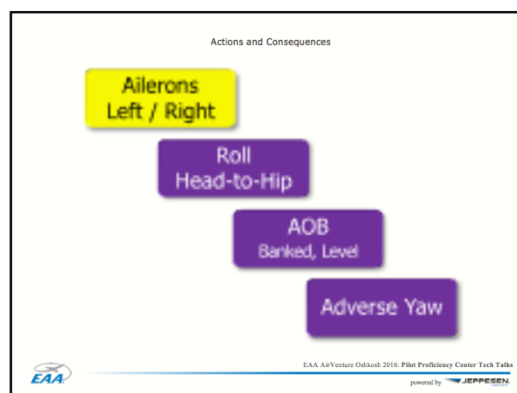 Actions and Consequences
Ailerons
Left / Right
Roll
Head-to-Hip
AOB
Banked, Level
Adverse Yaw
EAA AirVenture Oshkosh 2016: Pilot Proficiency Center Tech Talks
EAA
powered by JEPPESEN